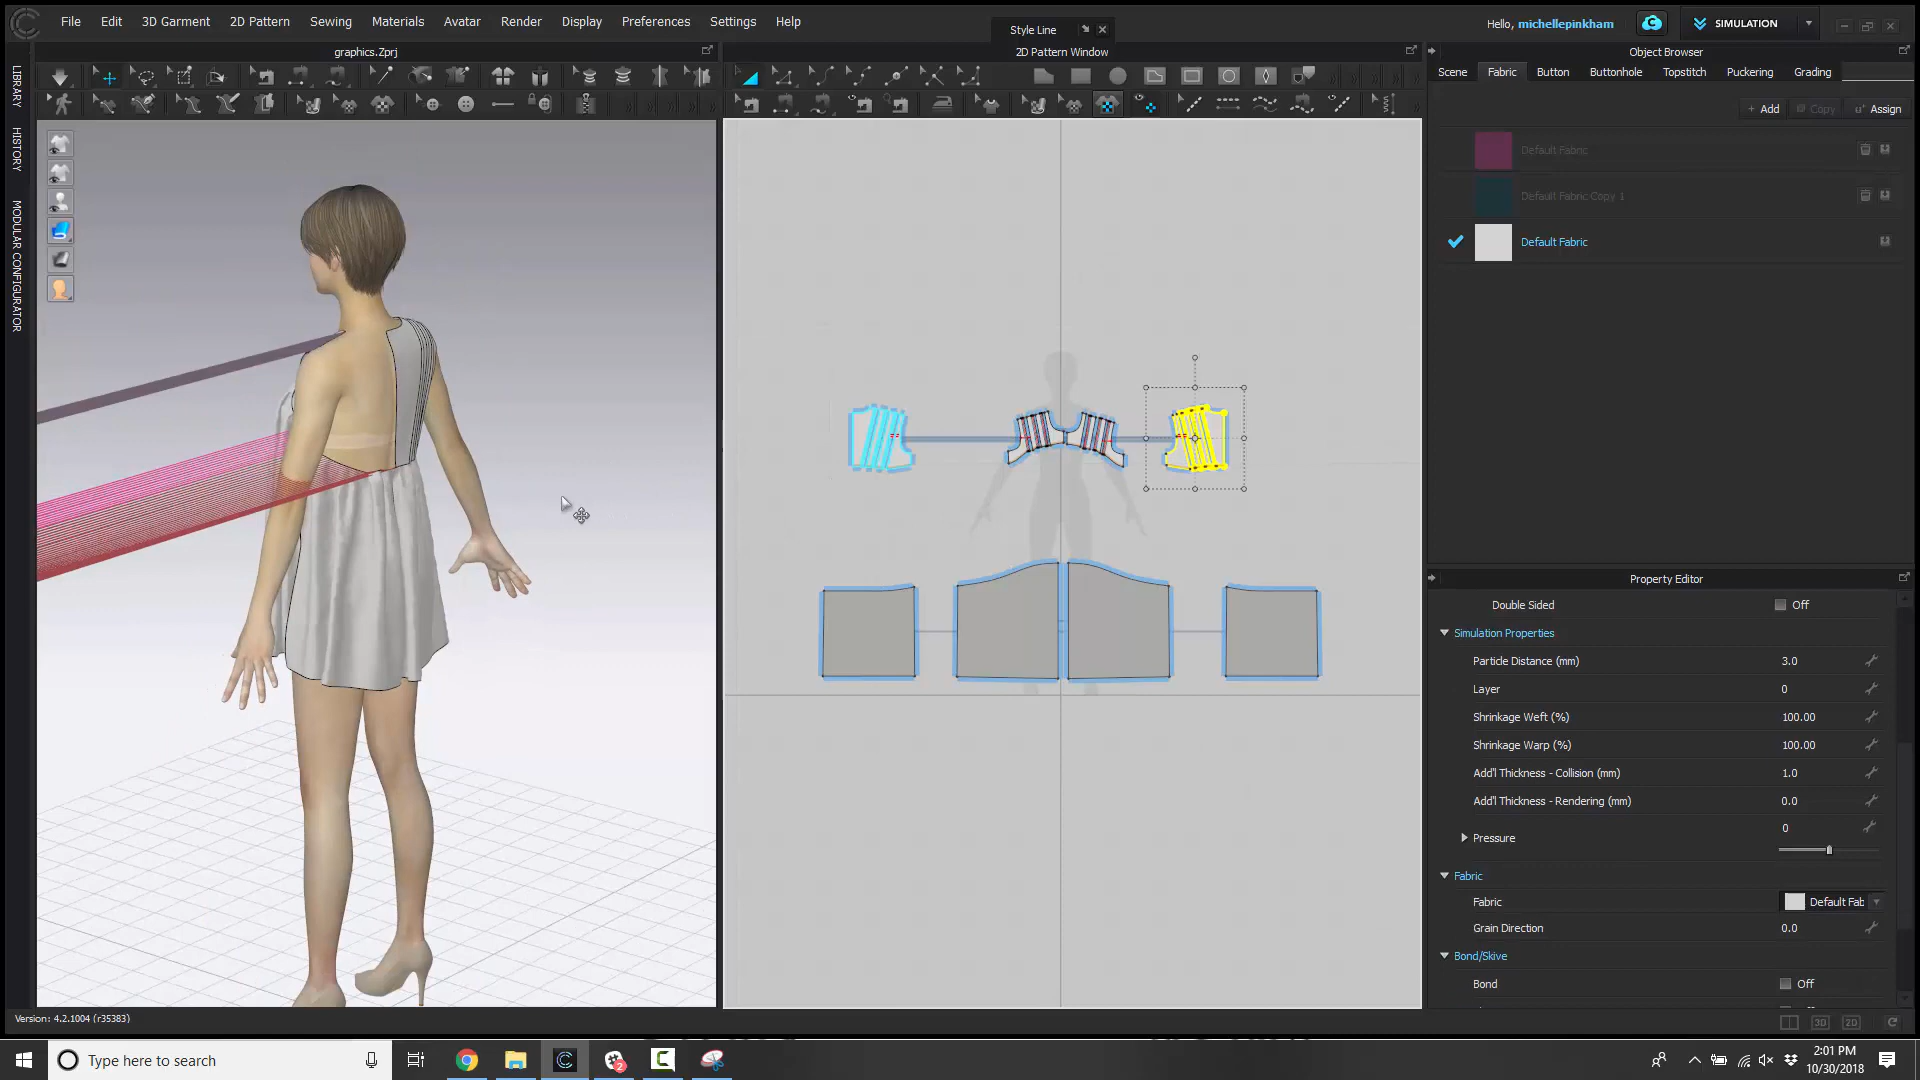 File Edit 3D Garment 2D Pattern Sewing Materials Avatar Render Display Preferences Settings Help
Style Line
Hello, michellepinkham
SIMULATION
graphics.Zprj
2D Pattern Window
Object Browser
LIBRARY
HISTORY
MODULAR CONFIGURATOR
Scene Fabric Button Buttonhole Topstitch Puckering Grading
+ Add Copy Assign
Default Fabric
Default Fabric Copy 1
Default Fabric
Property Editor
Double Sided Off
Simulation Properties
Particle Distance (mm) 3.0
Layer 0
Shrinkage Weft (%) 100.00
Shrinkage Warp (%) 100.00
Add'l Thickness - Collision (mm) 1.0
Add'l Thickness - Rendering (mm) 0.0
Pressure 0
Fabric
Fabric Default Fab
Grain Direction 0.0
Bond/Skive
Bond Off
Version: 4.2.1004 (r35383)
3D 2D
Type here to search
2
2:01 PM
10/30/2018